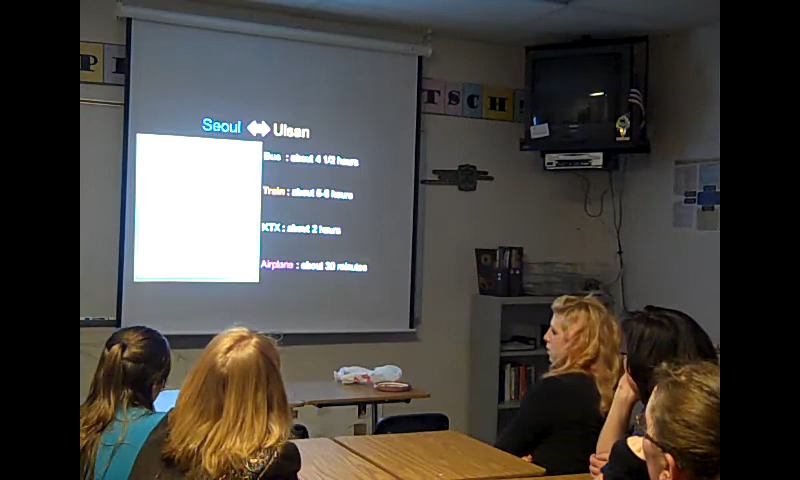 Seoul ⇔ Ulsan
Bus : about 4 1/2 hours
Train : about 5-6 hours
KTX : about 2 hours
Airplane : about 30 minutes
P
T S C H